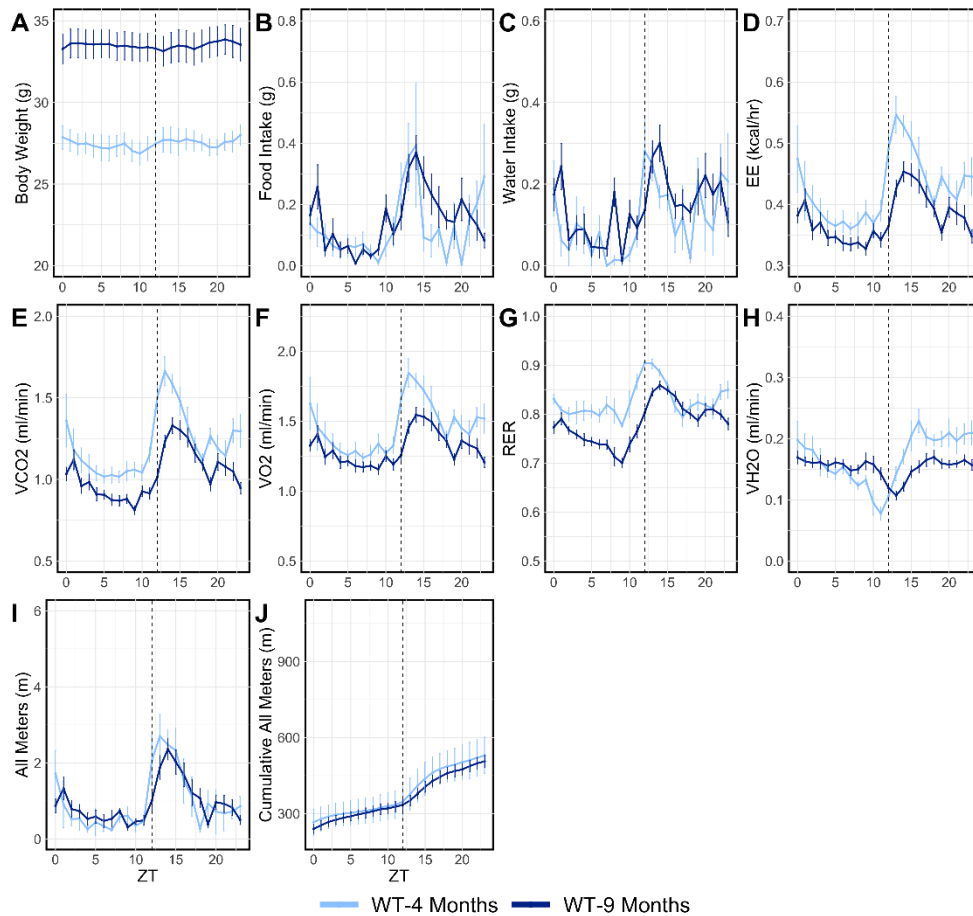 A
Body Weight (g)
35
30
25
20
0 5 10 15 20
B
Food Intake (g)
0.8
0.6
0.4
0.2
0.0
0 5 10 15 20
C
Water Intake (g)
0.6
0.4
0.2
0.0
0 5 10 15 20
D
EE (kcal/hr)
0.7
0.6
0.5
0.4
0.3
0 5 10 15 20
E
VCO2 (ml/min)
2.0
1.5
1.0
0.5
0 5 10 15 20
F
VO2 (ml/min)
2.0
1.5
1.0
0.5
0 5 10 15 20
G
RER
1.0
0.9
0.8
0.7
0.6
0.5
0 5 10 15 20
H
VH2O (ml/min)
0.4
0.3
0.2
0.1
0.0
0 5 10 15 20
I
All Meters (m)
6
4
2
0
0 5 10 15 20
ZT
J
Cumulative All Meters (m)
900
600
300
0 5 10 15 20
ZT
WT-4 Months WT-9 Months